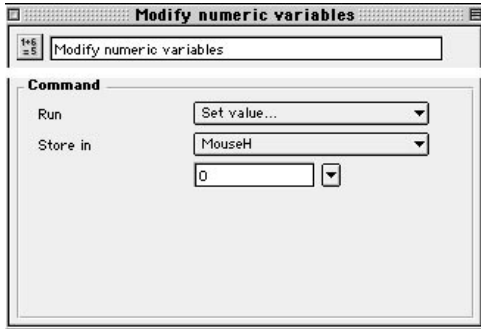 Modify numeric variables
1+6
=5
Modify numeric variables
Command
Run Set value...
Store in MouseH
0